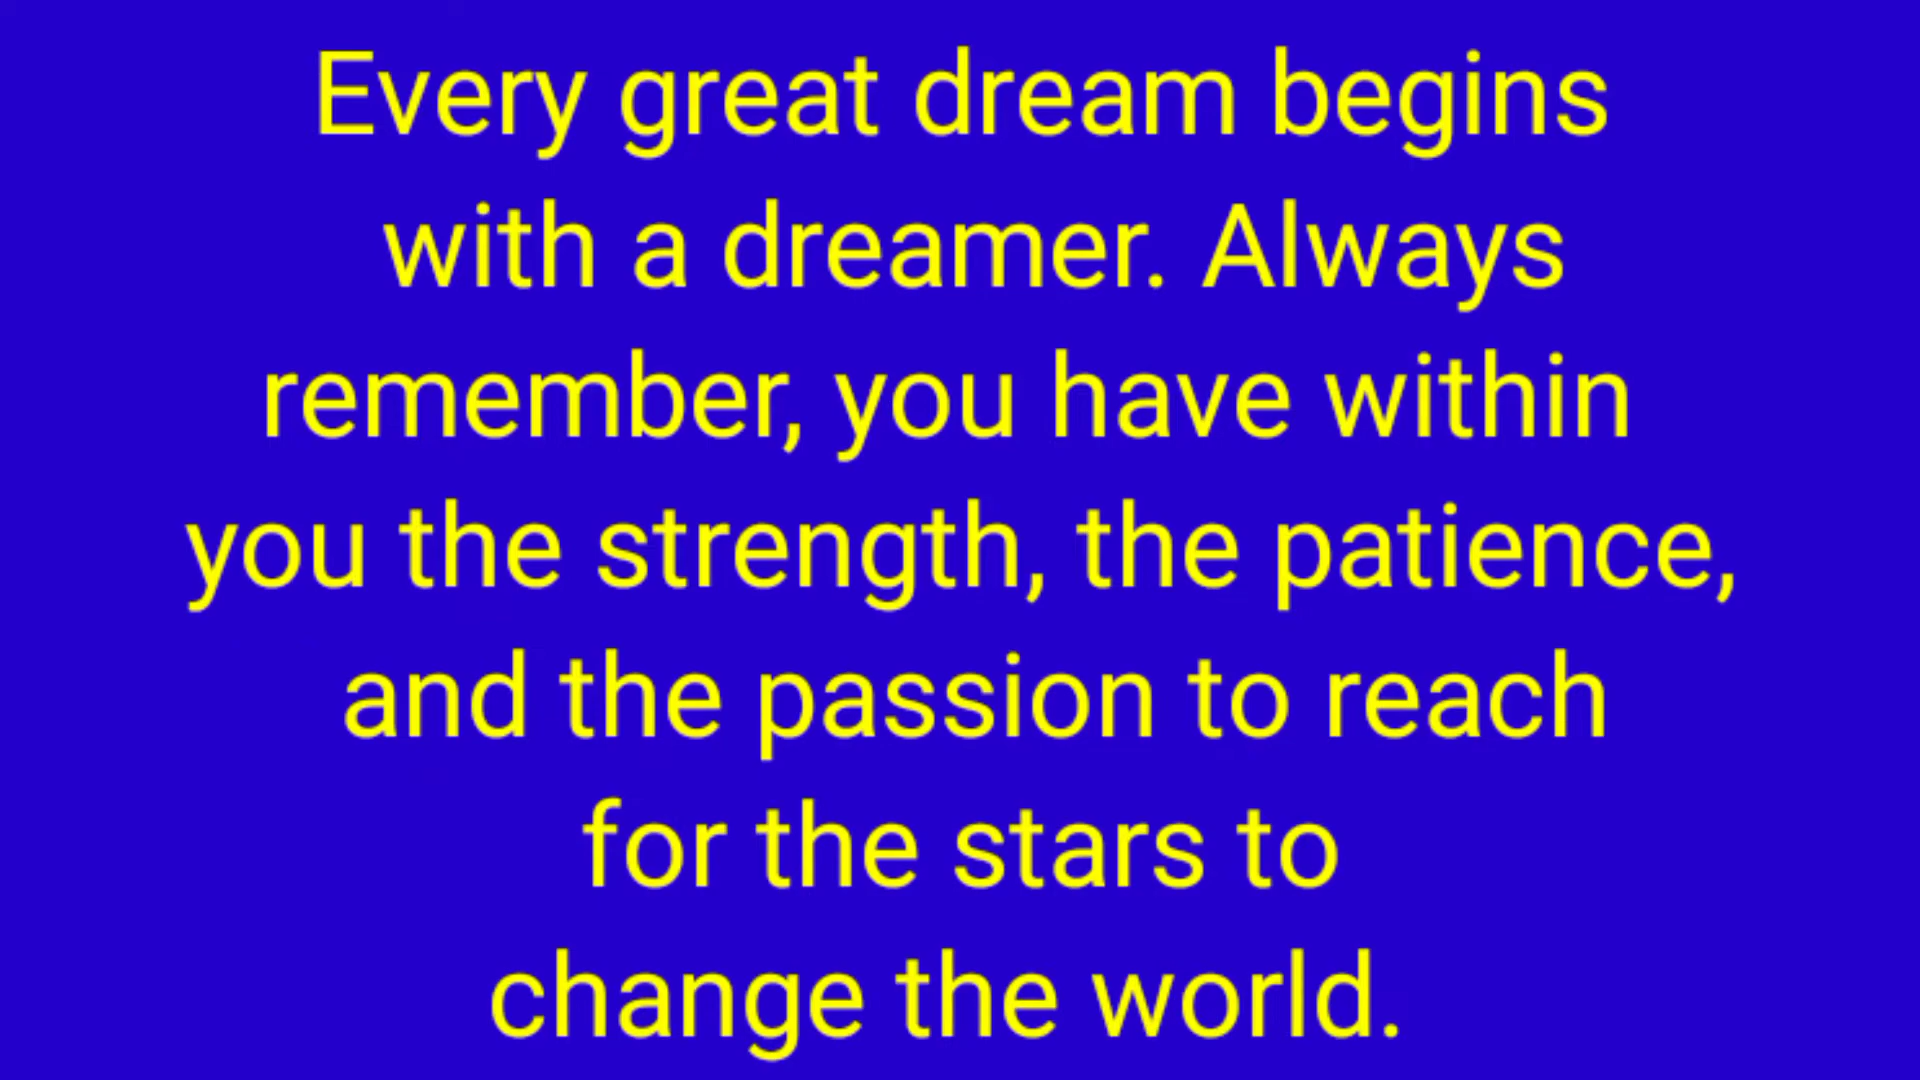 Every great dream begins
with a dreamer. Always
remember, you have within
you the strength, the patience,
and the passion to reach
for the stars to
change the world.